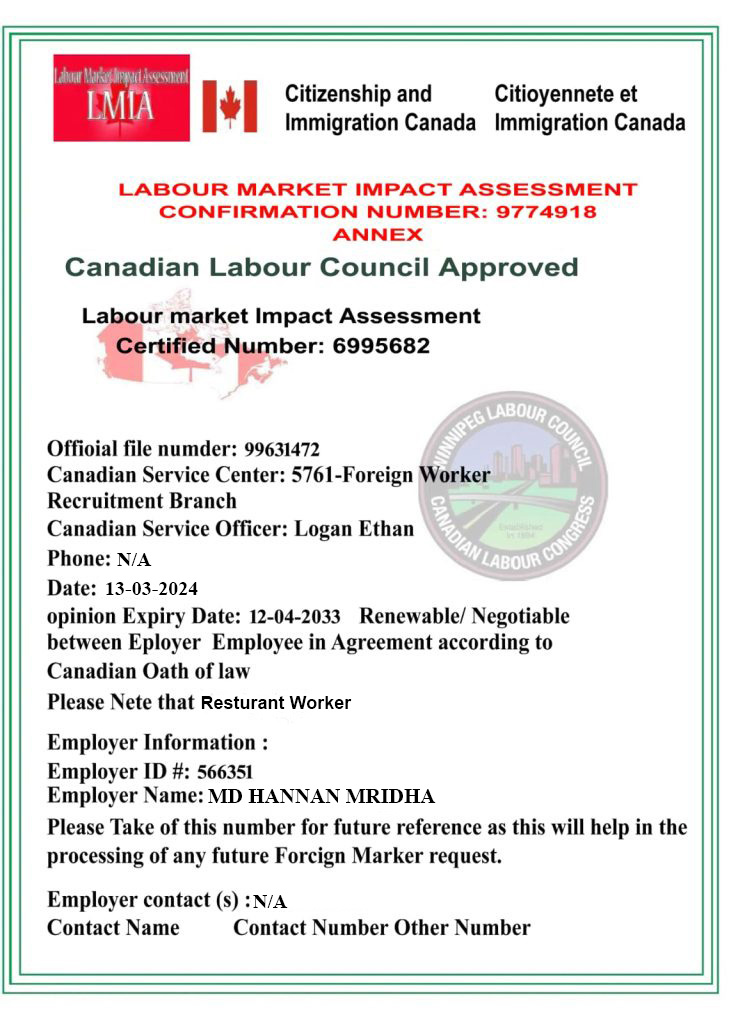 Labour Market Impact Assessment
LMIA
Citizenship and
Immigration Canada
Citioyennete et
Immigration Canada
LABOUR MARKET IMPACT ASSESSMENT
CONFIRMATION NUMBER: 9774918
ANNEX
Canadian Labour Council Approved
Labour market Impact Assessment
Certified Number: 6995682
WINNIPEG LABOUR COUNCIL
Established
In 1894
CANADIAN LABOUR CONGRESS
Offioial file numder: 99631472
Canadian Service Center: 5761-Foreign Worker
Recruitment Branch
Canadian Service Officer: Logan Ethan
Phone: N/A
Date: 13-03-2024
opinion Expiry Date: 12-04-2033 Renewable/ Negotiable
between Eployer Employee in Agreement according to
Canadian Oath of law
Please Nete that Resturant Worker
Employer Information :
Employer ID #: 566351
Employer Name: MD HANNAN MRIDHA
Please Take of this number for future reference as this will help in the
processing of any future Forcign Marker request.
Employer contact (s) : N/A
Contact Name Contact Number Other Number